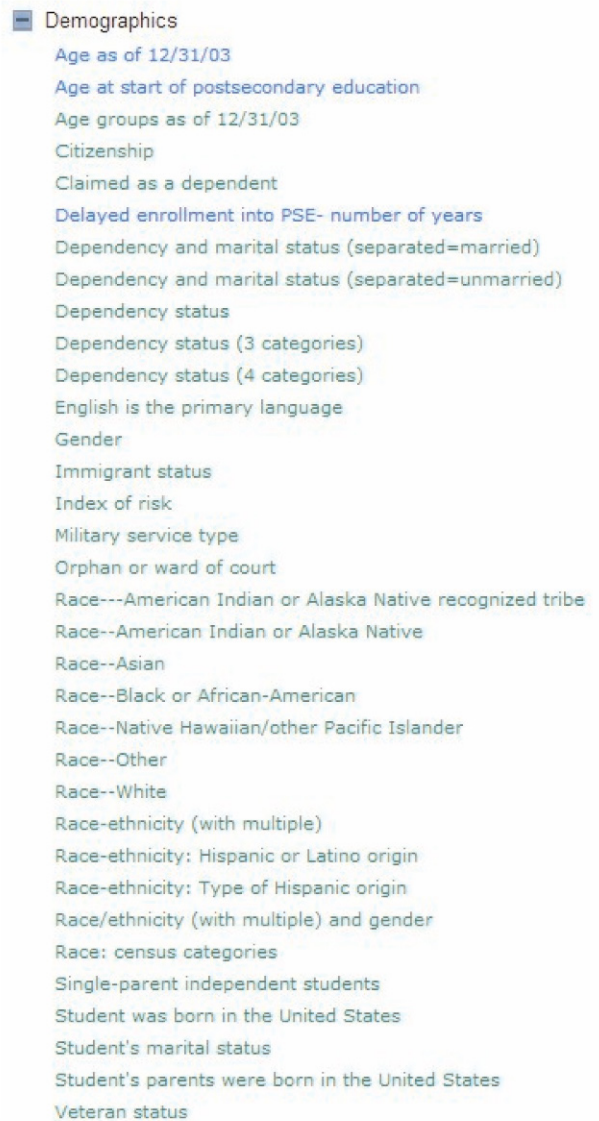 Demographics
Age as of 12/31/03
Age at start of postsecondary education
Age groups as of 12/31/03
Citizenship
Claimed as a dependent
Delayed enrollment into PSE- number of years
Dependency and marital status (separated=married)
Dependency and marital status (separated=unmarried)
Dependency status
Dependency status (3 categories)
Dependency status (4 categories)
English is the primary language
Gender
Immigrant status
Index of risk
Military service type
Orphan or ward of court
Race---American Indian or Alaska Native recognized tribe
Race--American Indian or Alaska Native
Race--Asian
Race--Black or African-American
Race--Native Hawaiian/other Pacific Islander
Race--Other
Race--White
Race-ethnicity (with multiple)
Race-ethnicity: Hispanic or Latino origin
Race-ethnicity: Type of Hispanic origin
Race/ethnicity (with multiple) and gender
Race: census categories
Single-parent independent students
Student was born in the United States
Student's marital status
Student's parents were born in the United States
Veteran status